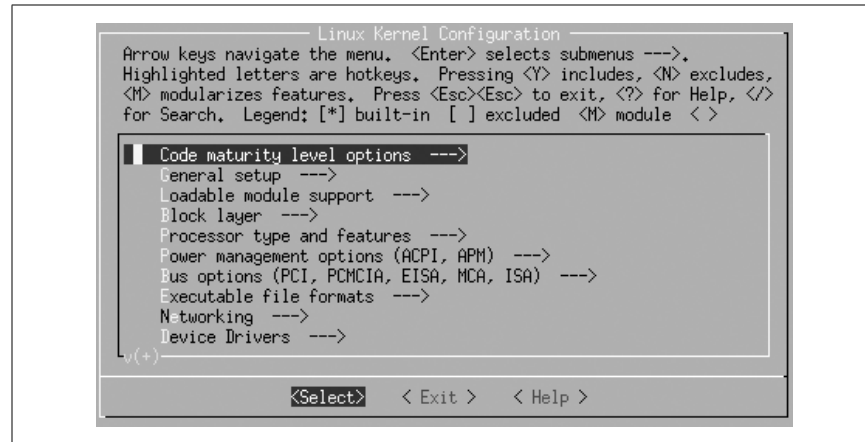 Linux Kernel Configuration
Arrow keys navigate the menu. <Enter> selects submenus --->.
Highlighted letters are hotkeys. Pressing <Y> includes, <N> excludes,
<M> modularizes features. Press <Esc><Esc> to exit, <?> for Help, </>
for Search. Legend: [*] built-in [ ] excluded <M> module < >
Code maturity level options --->
General setup --->
Loadable module support --->
Block layer --->
Processor type and features --->
Power management options (ACPI, APM) --->
Bus options (PCI, PCMCIA, EISA, MCA, ISA) --->
Executable file formats --->
Networking --->
Device Drivers --->
v(+)
<Select> < Exit > < Help >